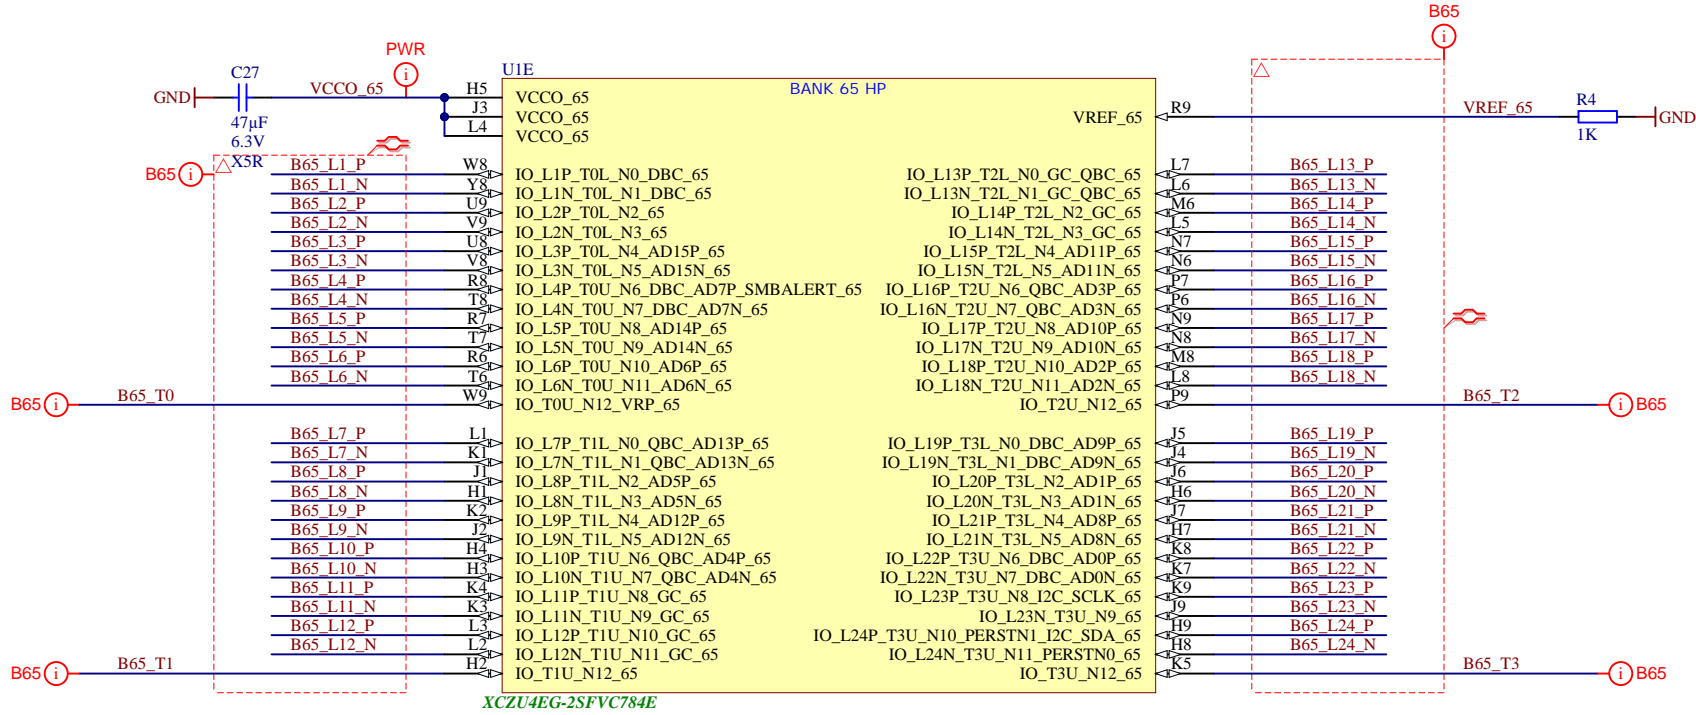 B65
PWR
U1E
BANK 65 HP
C27
GND
VCCO_65
47µF
6.3V
X5R
H5 VCCO_65
J3 VCCO_65
L4 VCCO_65
VREF_65 R9 VREF_65
R4
1K
GND
B65
B65_L1_P W8 IO_L1P_T0L_N0_DBC_65
B65_L1_N Y8 IO_L1N_T0L_N1_DBC_65
B65_L2_P U9 IO_L2P_T0L_N2_65
B65_L2_N V9 IO_L2N_T0L_N3_65
B65_L3_P U8 IO_L3P_T0L_N4_AD15P_65
B65_L3_N V8 IO_L3N_T0L_N5_AD15N_65
B65_L4_P R8 IO_L4P_T0U_N6_DBC_AD7P_SMBALERT_65
B65_L4_N T8 IO_L4N_T0U_N7_DBC_AD7N_65
B65_L5_P R7 IO_L5P_T0U_N8_AD14P_65
B65_L5_N T7 IO_L5N_T0U_N9_AD14N_65
B65_L6_P R6 IO_L6P_T0U_N10_AD6P_65
B65_L6_N T6 IO_L6N_T0U_N11_AD6N_65
B65 B65_T0 W9 IO_T0U_N12_VRP_65
B65_L7_P L1 IO_L7P_T1L_N0_QBC_AD13P_65
B65_L7_N K1 IO_L7N_T1L_N1_QBC_AD13N_65
B65_L8_P J1 IO_L8P_T1L_N2_AD5P_65
B65_L8_N H1 IO_L8N_T1L_N3_AD5N_65
B65_L9_P K2 IO_L9P_T1L_N4_AD12P_65
B65_L9_N J2 IO_L9N_T1L_N5_AD12N_65
B65_L10_P H4 IO_L10P_T1U_N6_QBC_AD4P_65
B65_L10_N H3 IO_L10N_T1U_N7_QBC_AD4N_65
B65_L11_P K4 IO_L11P_T1U_N8_GC_65
B65_L11_N K3 IO_L11N_T1U_N9_GC_65
B65_L12_P L3 IO_L12P_T1U_N10_GC_65
B65_L12_N L2 IO_L12N_T1U_N11_GC_65
B65 B65_T1 H2 IO_T1U_N12_65
IO_L13P_T2L_N0_GC_QBC_65 L7 B65_L13_P
IO_L13N_T2L_N1_GC_QBC_65 L6 B65_L13_N
IO_L14P_T2L_N2_GC_65 M6 B65_L14_P
IO_L14N_T2L_N3_GC_65 L5 B65_L14_N
IO_L15P_T2L_N4_AD11P_65 N7 B65_L15_P
IO_L15N_T2L_N5_AD11N_65 N6 B65_L15_N
IO_L16P_T2U_N6_QBC_AD3P_65 P7 B65_L16_P
IO_L16N_T2U_N7_QBC_AD3N_65 P6 B65_L16_N
IO_L17P_T2U_N8_AD10P_65 N9 B65_L17_P
IO_L17N_T2U_N9_AD10N_65 N8 B65_L17_N
IO_L18P_T2U_N10_AD2P_65 M8 B65_L18_P
IO_L18N_T2U_N11_AD2N_65 L8 B65_L18_N
IO_T2U_N12_65 P9 B65_T2 B65
IO_L19P_T3L_N0_DBC_AD9P_65 J5 B65_L19_P
IO_L19N_T3L_N1_DBC_AD9N_65 J4 B65_L19_N
IO_L20P_T3L_N2_AD1P_65 J6 B65_L20_P
IO_L20N_T3L_N3_AD1N_65 H6 B65_L20_N
IO_L21P_T3L_N4_AD8P_65 J7 B65_L21_P
IO_L21N_T3L_N5_AD8N_65 H7 B65_L21_N
IO_L22P_T3U_N6_DBC_AD0P_65 K8 B65_L22_P
IO_L22N_T3U_N7_DBC_AD0N_65 K7 B65_L22_N
IO_L23P_T3U_N8_I2C_SCLK_65 K9 B65_L23_P
IO_L23N_T3U_N9_65 J9 B65_L23_N
IO_L24P_T3U_N10_PERSTN1_I2C_SDA_65 H9 B65_L24_P
IO_L24N_T3U_N11_PERSTN0_65 H8 B65_L24_N
IO_T3U_N12_65 K5 B65_T3 B65
XCZU4EG-2SFVC784E